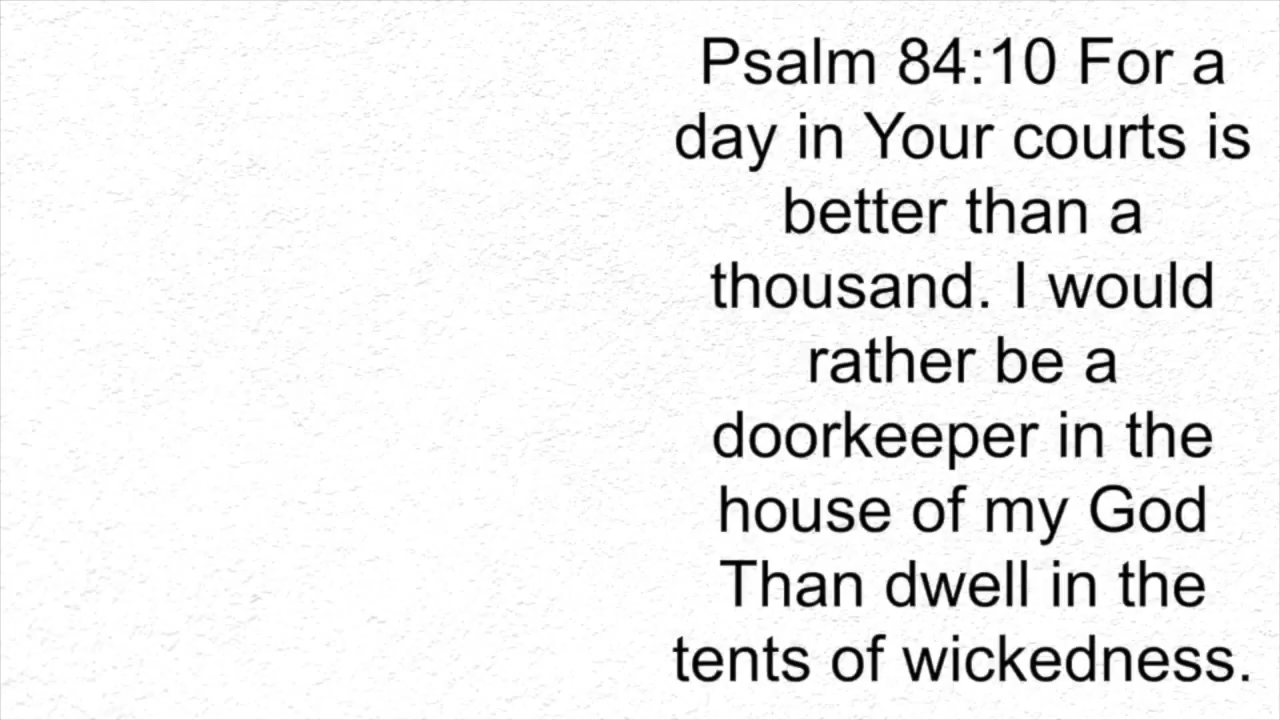 Psalm 84:10 For a
day in Your courts is
better than a
thousand. I would
rather be a
doorkeeper in the
house of my God
Than dwell in the
tents of wickedness.